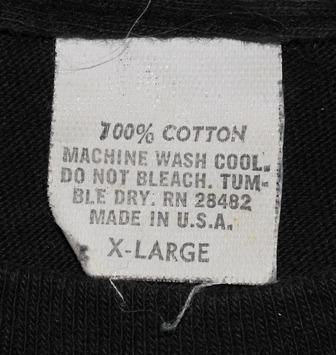 100% COTTON
MACHINE WASH COOL.
DO NOT BLEACH. TUM-
BLE DRY. RN 28482
MADE IN U.S.A.
X-LARGE